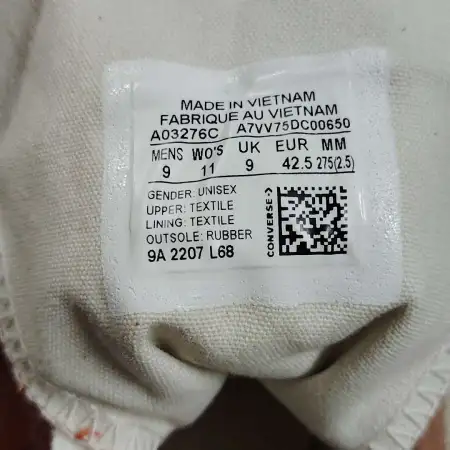 MADE IN VIETNAM
FABRIQUE AU VIETNAM
A03276C A7VV75DC00650
MENS WO'S UK EUR MM
9 11 9 42.5 275(2.5)
GENDER: UNISEX
UPPER: TEXTILE
LINING: TEXTILE
OUTSOLE: RUBBER
9A 2207 L68
CONVERSE